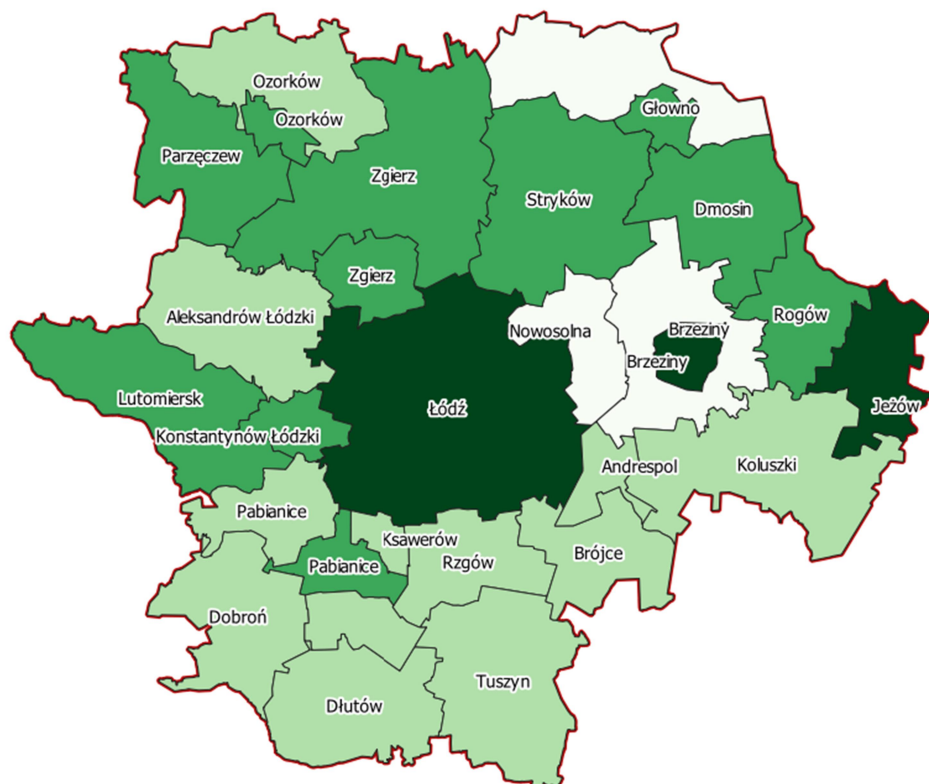 Ozorków
Ozorków
Głowno
Parzęczew
Zgierz
Stryków
Dmosin
Zgierz
Aleksandrów Łódzki
Nowosolna
Brzeziny
Rogów
Brzeziny
Lutomiersk
Łódź
Jeżów
Konstantynów Łódzki
Andrespol
Koluszki
Pabianice
Ksawerów
Rzgów
Brójce
Pabianice
Dobroń
Tuszyn
Dłutów